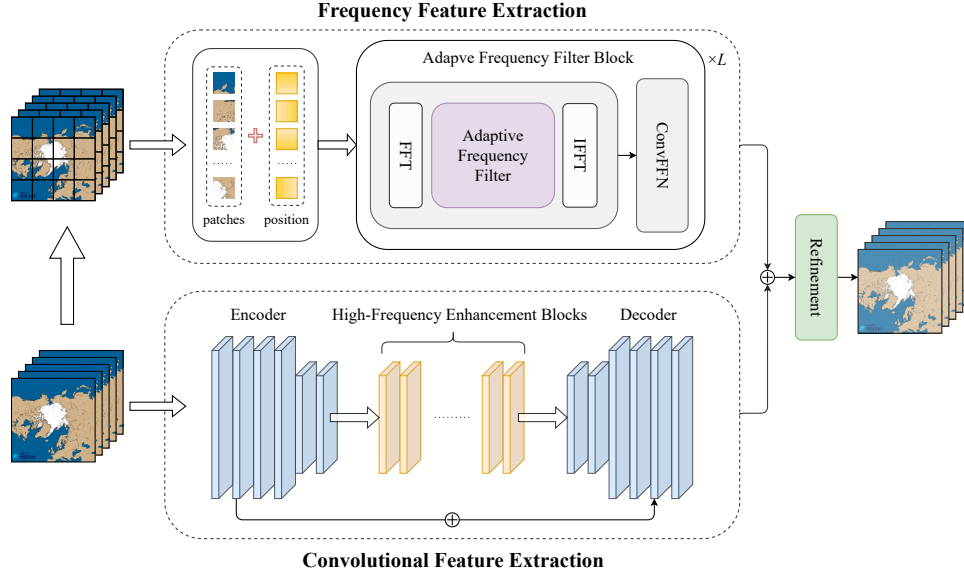 Frequency Feature Extraction
Adapve Frequency Filter Block
×L
FFT
Adaptive
Frequency
Filter
IFFT
ConvFFN
......
patches
position
Refinement
Encoder
High-Frequency Enhancement Blocks
Decoder
.........
Convolutional Feature Extraction